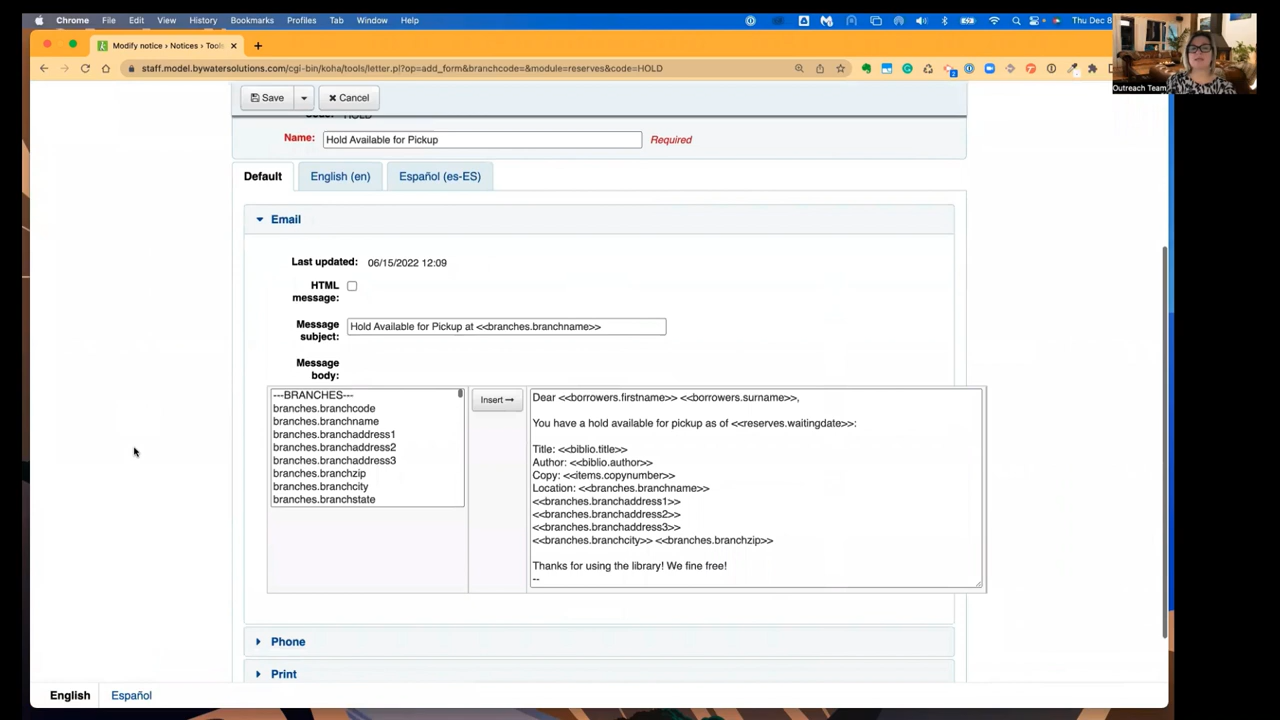 Chrome File Edit View History Bookmarks Profiles Tab Window Help
Thu Dec 8
Modify notice › Notices › Tools
staff.model.bywatersolutions.com/cgi-bin/koha/tools/letter.pl?op=add_form&branchcode=&module=reserves&code=HOLD
Outreach Team
Save Cancel
Code: HOLD
Name: Hold Available for Pickup Required
Default English (en) Español (es-ES)
Email
Last updated: 06/15/2022 12:09
HTML
message:
Message
subject:
Hold Available for Pickup at <<branches.branchname>>
Message
body:
---BRANCHES---
branches.branchcode
branches.branchname
branches.branchaddress1
branches.branchaddress2
branches.branchaddress3
branches.branchzip
branches.branchcity
branches.branchstate
Insert→
Dear <<borrowers.firstname>> <<borrowers.surname>>,
You have a hold available for pickup as of <<reserves.waitingdate>>:
Title: <<biblio.title>>
Author: <<biblio.author>>
Copy: <<items.copynumber>>
Location: <<branches.branchname>>
<<branches.branchaddress1>>
<<branches.branchaddress2>>
<<branches.branchaddress3>>
<<branches.branchcity>> <<branches.branchzip>>
Thanks for using the library! We fine free!
--
Phone
Print
English Español